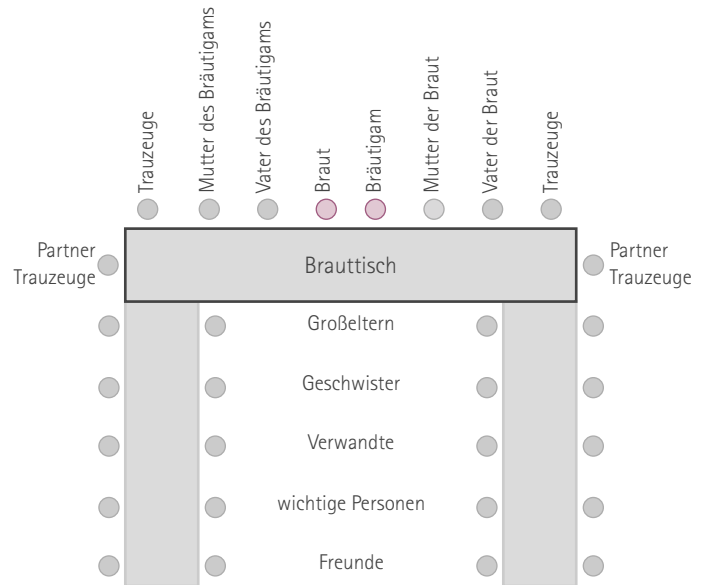 Trauzeuge
Mutter des Bräutigams
Vater des Bräutigams
Braut
Bräutigam
Mutter der Braut
Vater der Braut
Trauzeuge
Partner
Trauzeuge
Brauttisch
Partner
Trauzeuge
Großeltern
Geschwister
Verwandte
wichtige Personen
Freunde